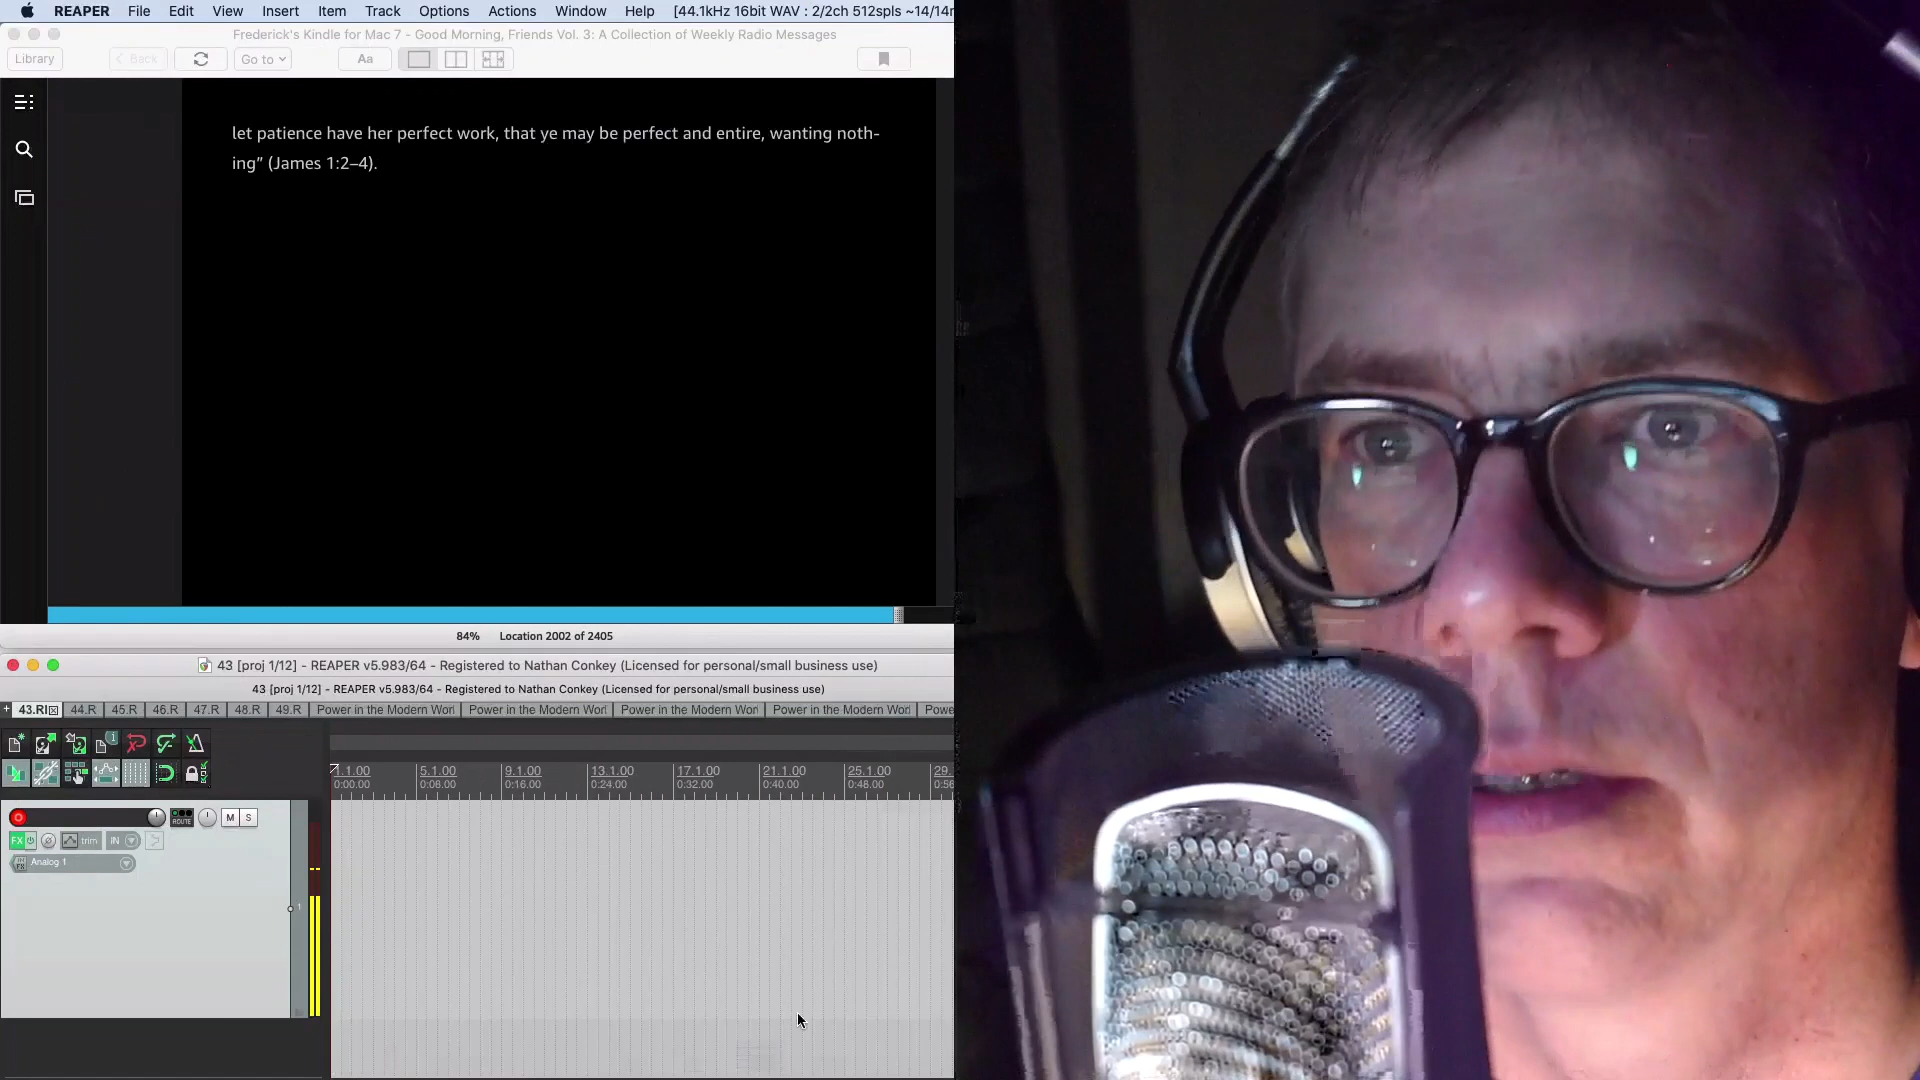 REAPER File Edit View Insert Item Track Options Actions Window Help [44.1kHz 16bit WAV : 2/2ch 512spls ~14/14
Frederick's Kindle for Mac 7 - Good Morning, Friends Vol. 3: A Collection of Weekly Radio Messages
Library Back Go to Aa
let patience have her perfect work, that ye may be perfect and entire, wanting noth-
ing” (James 1:2–4).
84% Location 2002 of 2405
43 [proj 1/12] - REAPER v5.983/64 - Registered to Nathan Conkey (Licensed for personal/small business use)
43 [proj 1/12] - REAPER v5.983/64 - Registered to Nathan Conkey (Licensed for personal/small business use)
+ 43.R 44.R 45.R 46.R 47.R 48.R 49.R Power in the Modern Worl Power in the Modern Worl Power in the Modern Worl Power in the Modern Worl Powe
1.1.00 5.1.00 9.1.00 13.1.00 17.1.00 21.1.00 25.1.00 29.
0:00.00 0:08.00 0:16.00 0:24.00 0:32.00 0:40.00 0:48.00 0:56
ROUTE M S
FX trim IN
Analog 1
1